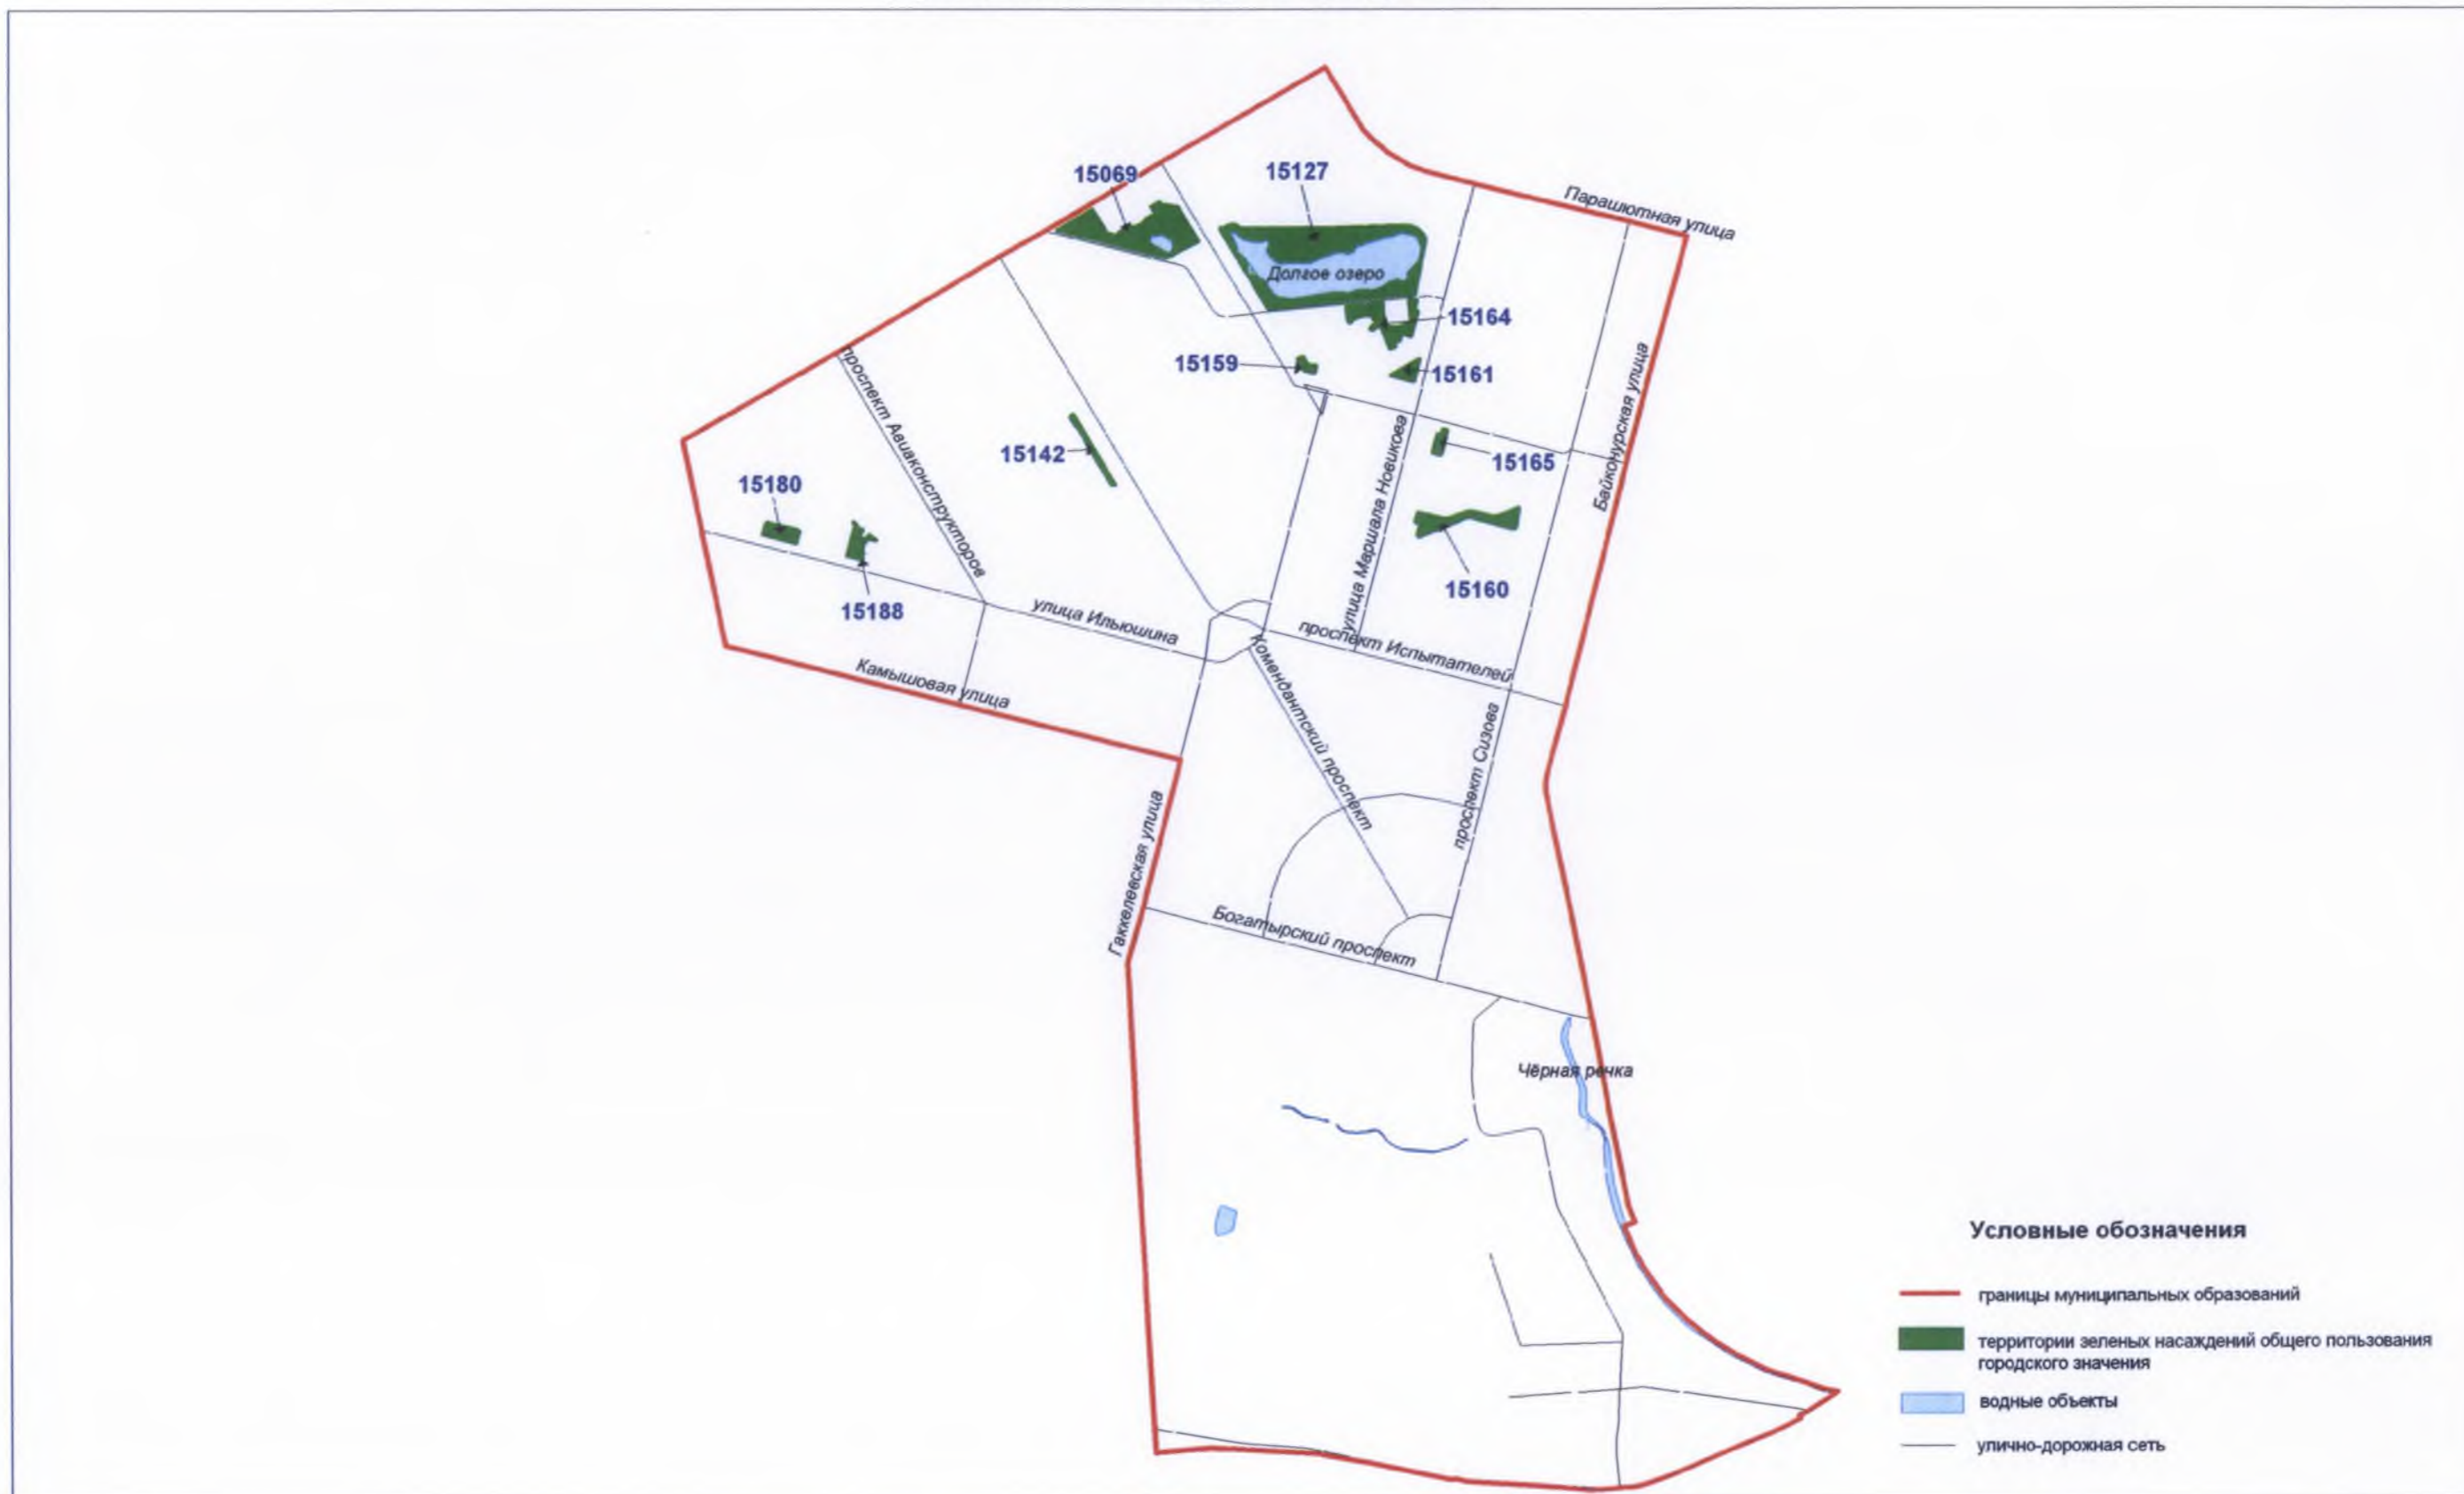 15069
15127
Парашютная улица
Долгое озеро
15164
15159
15161
проспект Авиаконструкторов
15142
улица Маршала Новикова
Байконурская улица
15165
15180
15160
15188
улица Ильюшина
проспект Испытателей
Камышовая улица
Комендантский проспект
проспект Сизова
Гаккелевская улица
Богатырский проспект
Чёрная речка
Условные обозначения
границы муниципальных образований
территории зеленых насаждений общего пользования
городского значения
водные объекты
улично-дорожная сеть